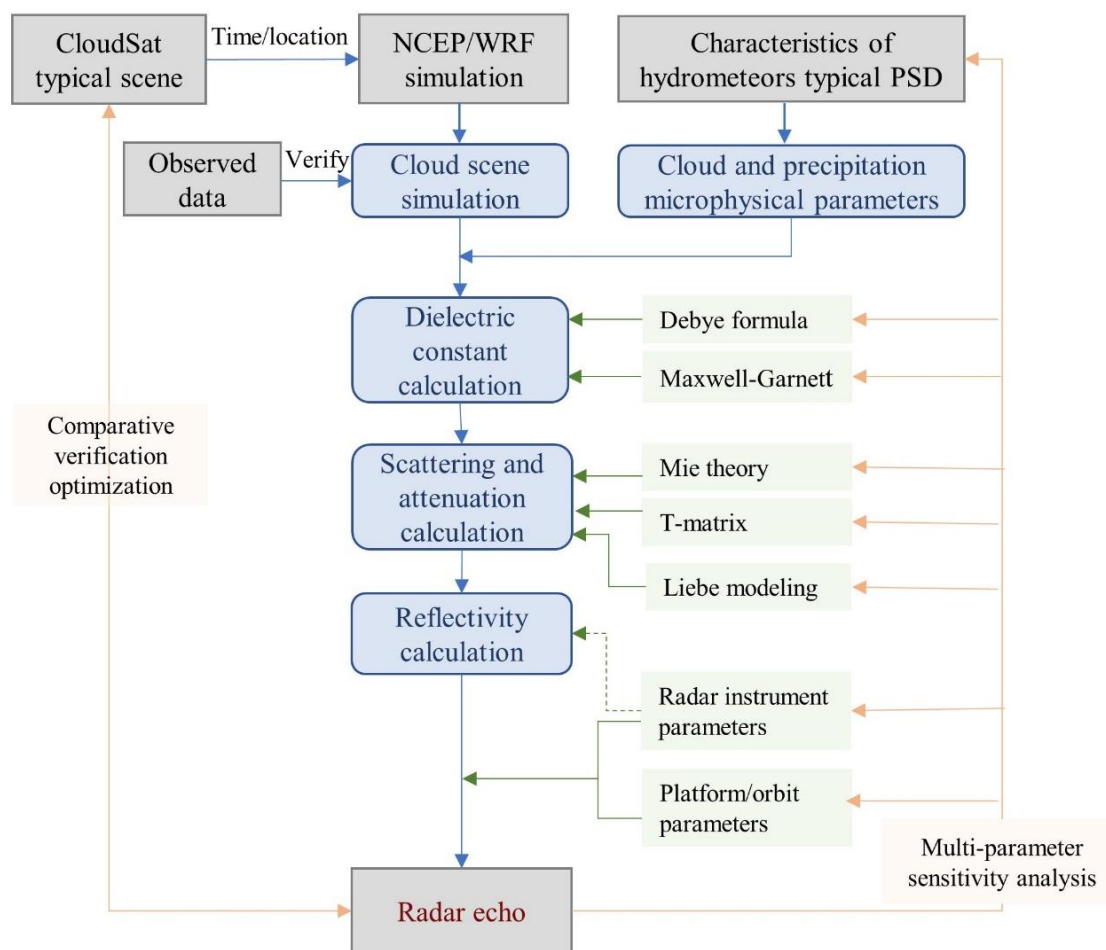 CloudSat
typical scene
Time/location
NCEP/WRF
simulation
Characteristics of
hydrometeors typical PSD
Observed
data
Verify
Cloud scene
simulation
Cloud and precipitation
microphysical parameters
Dielectric
constant
calculation
Debye formula
Maxwell-Garnett
Comparative
verification
optimization
Scattering and
attenuation
calculation
Mie theory
T-matrix
Liebe modeling
Reflectivity
calculation
Radar instrument
parameters
Platform/orbit
parameters
Multi-parameter
sensitivity analysis
Radar echo